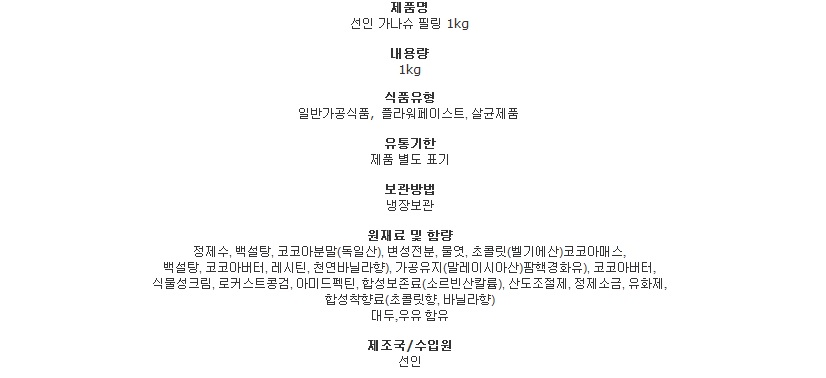 제품명
선인 가나슈 필링 1kg
내용량
1kg
식품유형
일반가공식품, 플라워페이스트, 살균제품
유통기한
제품 별도 표기
보관방법
냉장보관
원재료 및 함량
정제수, 백설탕, 코코아분말(독일산), 변성전분, 물엿, 초콜릿(벨기에산)코코아매스,
백설탕, 코코아버터, 레시틴, 천연바닐라향), 가공유지(말레이시아산)팜핵경화유), 코코아버터,
식물성크림, 로커스트콩검, 아미드펙틴, 합성보존료(소르빈산칼륨), 산도조절제, 정제소금, 유화제,
합성착향료(초콜릿향, 바닐라향)
대두,우유 함유
제조국/수입원
선인